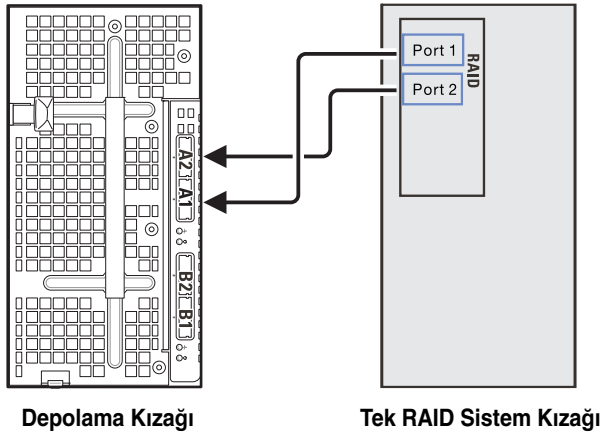 A2
A1
B2
B1
Port 1
Port 2
RAID
Depolama Kızağı
Tek RAID Sistem Kızağı